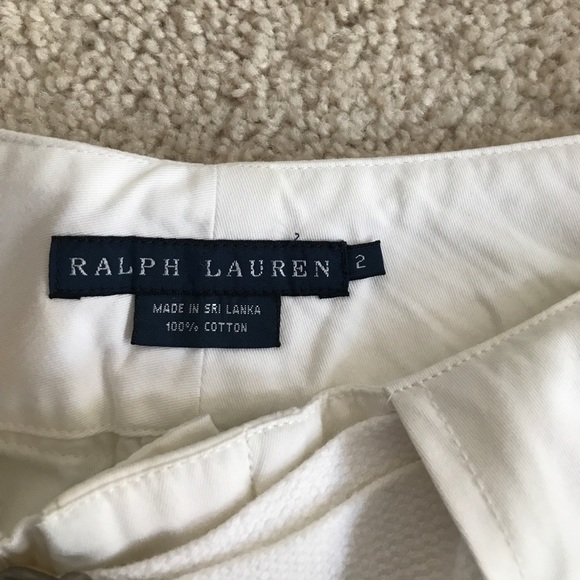 RALPH LAUREN 2
MADE IN SRI LANKA
100% COTTON